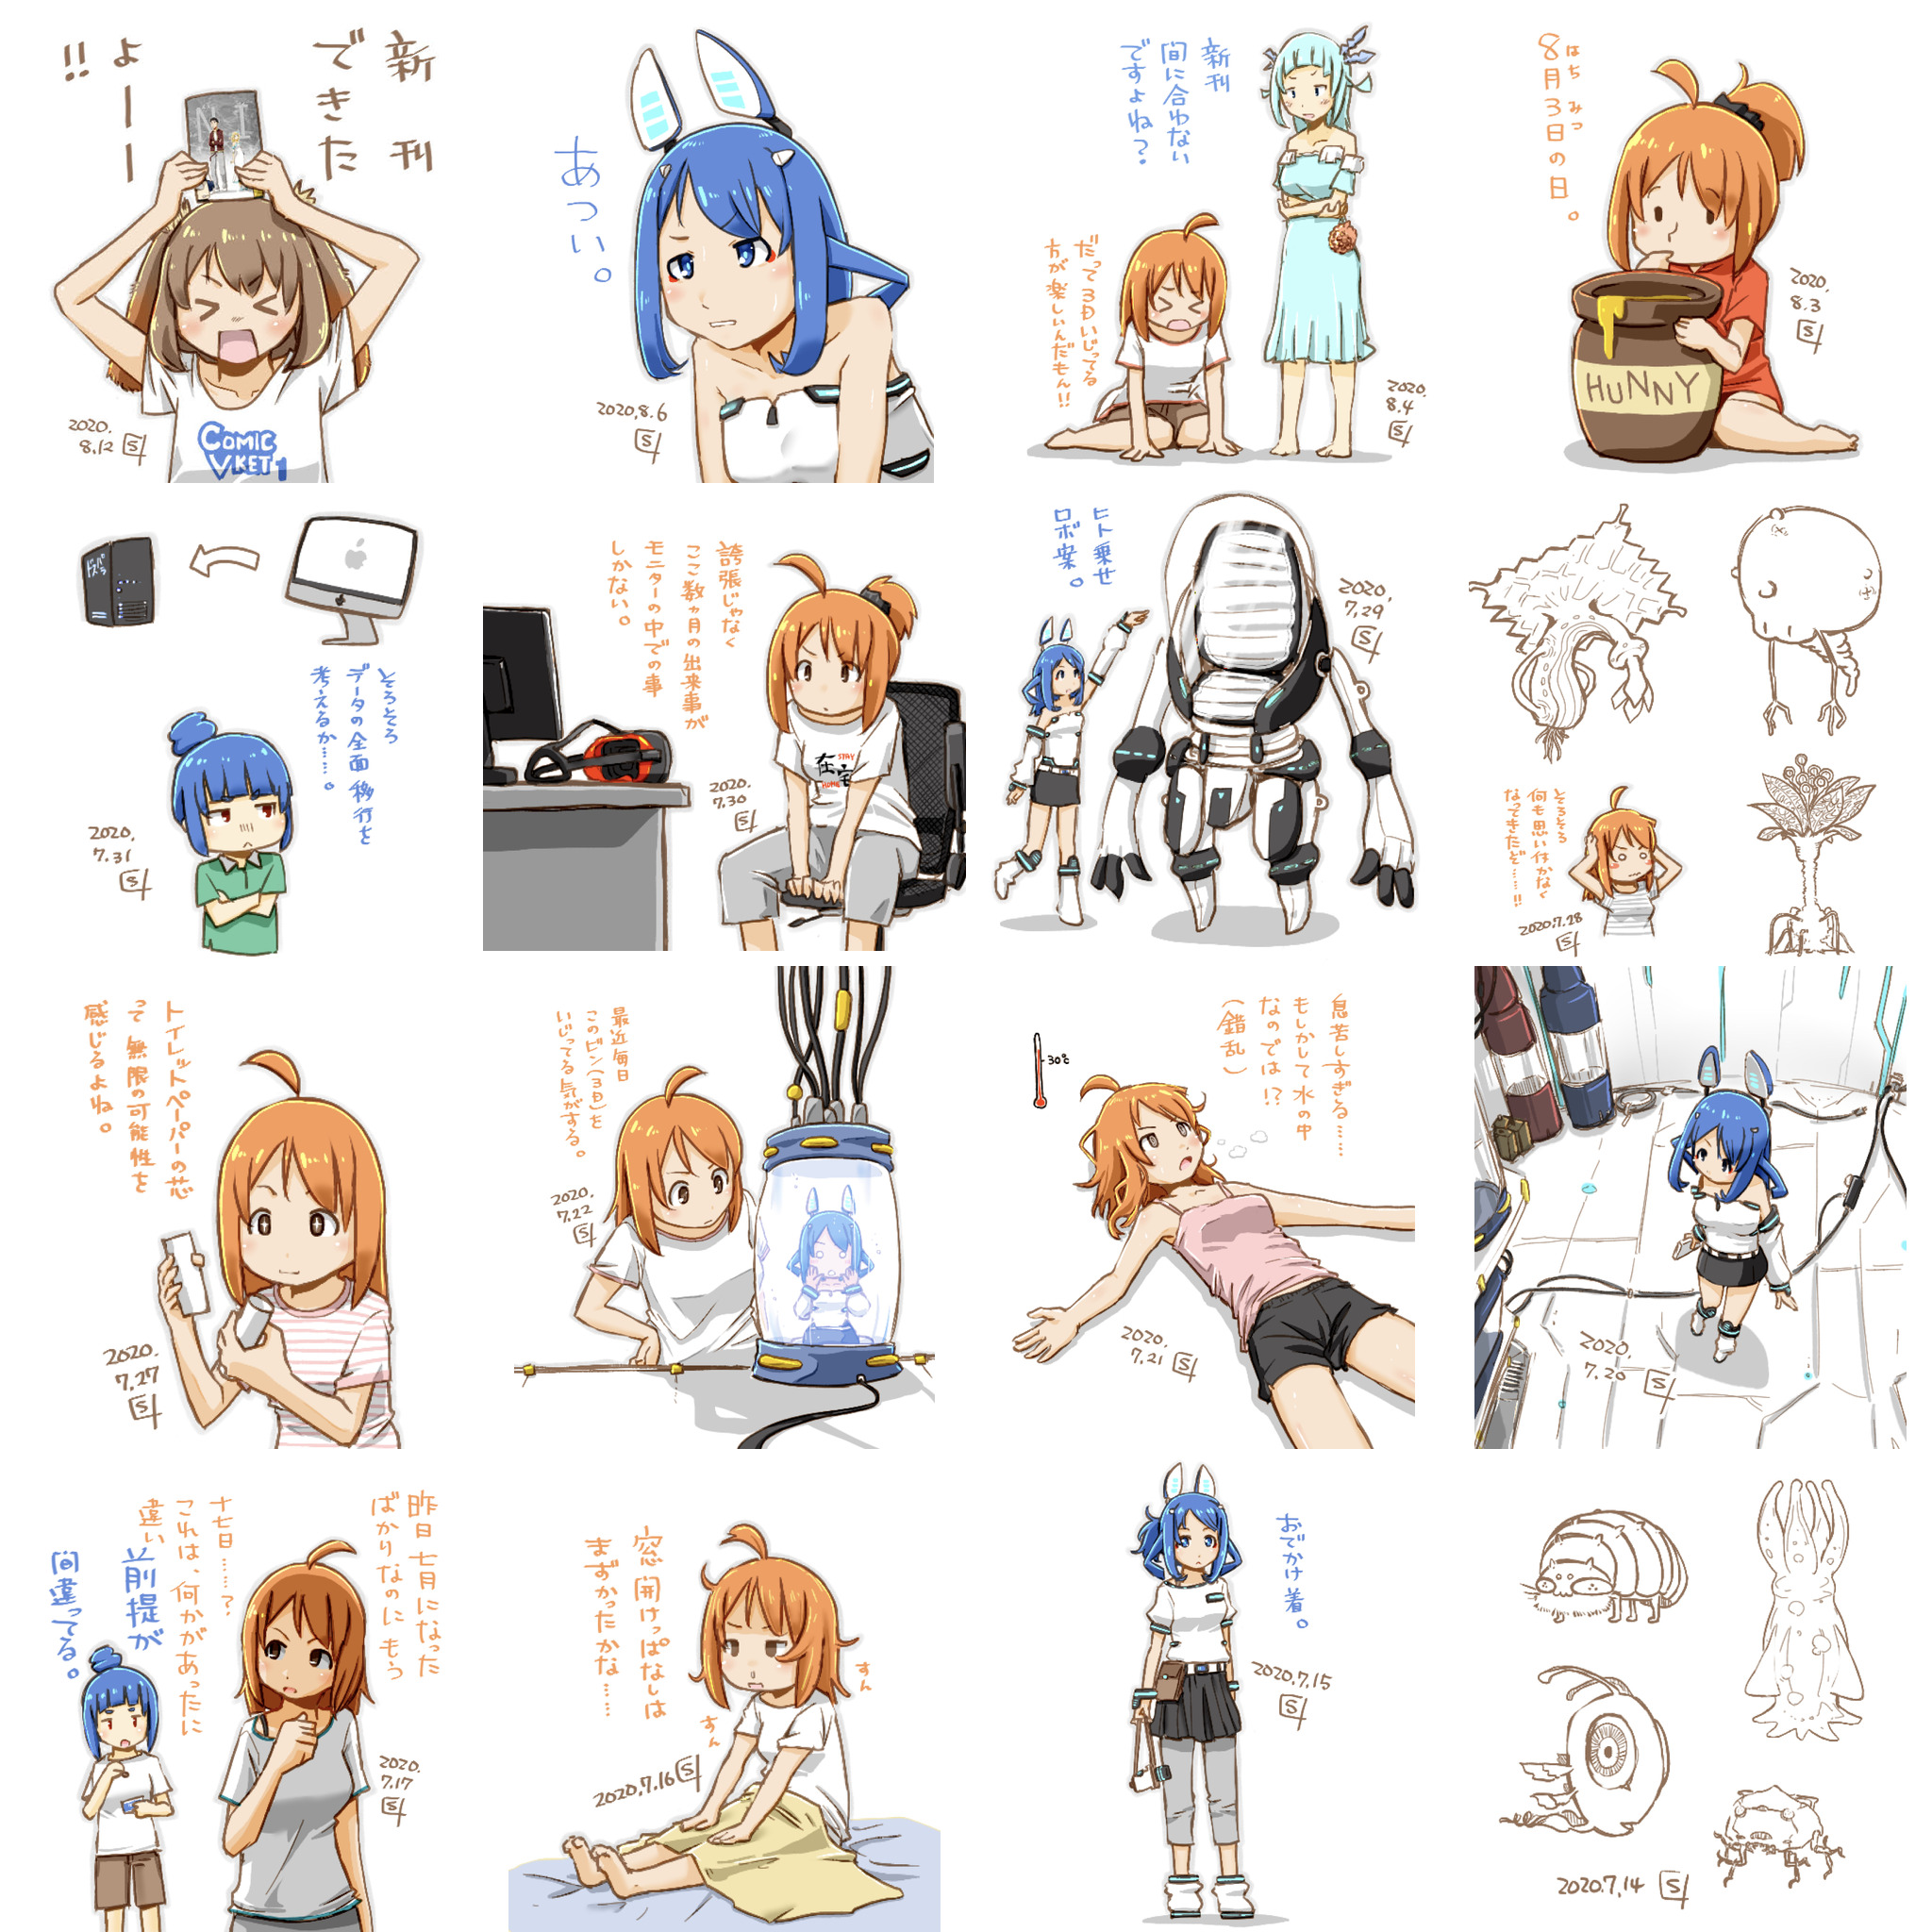 新刊
できた
よーー
!!
2020.
8.12
S
COMIC
VKET 1
あつい。
2020,8.6
S
新刊
間に合わない
ですよね?
だって3Dいじってる
方が楽しいんだもん!!
2020.
8.4
S
はち みつ
8月3日の日。
2020,
8.3
S
HUNNY
ドスパラ
そろそろ
データの全面移行を
考えるか……。
2020,
7.31
S
誇張じゃなく
ここ数ヵ月の出来事が
モニターの中での事
しかない。
STAY
在宅
HOME
2020.
7.30
S
ヒト乗せ
ロボ案。
2020,
7.29
S
そろそろ
何も思い付かなく
なってきたぞ……!!
2020.7.28
S
トイレットペーパーの芯
って無限の可能性を
感じるよね。
2020.
7.27
S
最近毎日
このビン(3D)を
いじってる気がする。
2020.
7.22
S
30℃
息苦しすぎる……
もしかして水の中
なのでは!?
(錯乱)
2020.
7.21
S
2020.
7.20
S
昨日七月になった
ばかりなのにもう
十七日……?
これは、何かがあったに
違い
前提が
間違ってる。
2020.
7.17
S
窓開けっぱなしは
まずかったかな……
すん
すん
2020,7.16
S
おでかけ着。
2020.7.15
S
2020.7.14
S